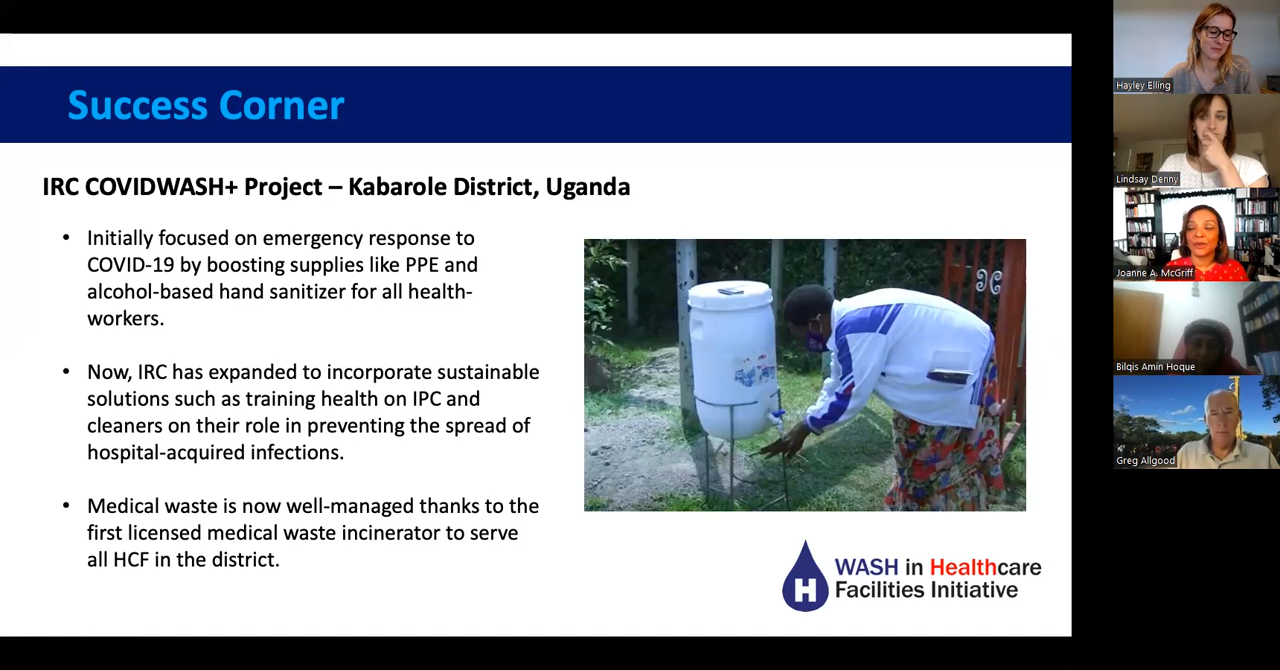 Success Corner
IRC COVIDWASH+ Project – Kabarole District, Uganda
• Initially focused on emergency response to
COVID-19 by boosting supplies like PPE and
alcohol-based hand sanitizer for all health-
workers.
• Now, IRC has expanded to incorporate sustainable
solutions such as training health on IPC and
cleaners on their role in preventing the spread of
hospital-acquired infections.
• Medical waste is now well-managed thanks to the
first licensed medical waste incinerator to serve
all HCF in the district.
H
WASH in Healthcare
Facilities Initiative
Hayley Elling
Lindsay Denny
Joanne A. McGriff
Bilqis Amin Hoque
Greg Allgood